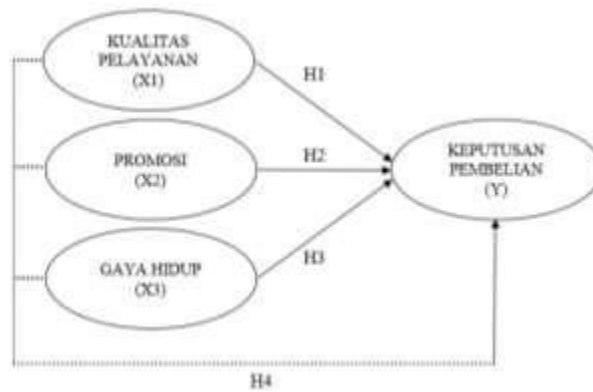 KUALITAS
PELAYANAN
(X1)
H1
PROMOSI
(X2)
H2
KEPUTUSAN
PEMBELIAN
(Y)
GAYA HIDUP
(X3)
H3
H4